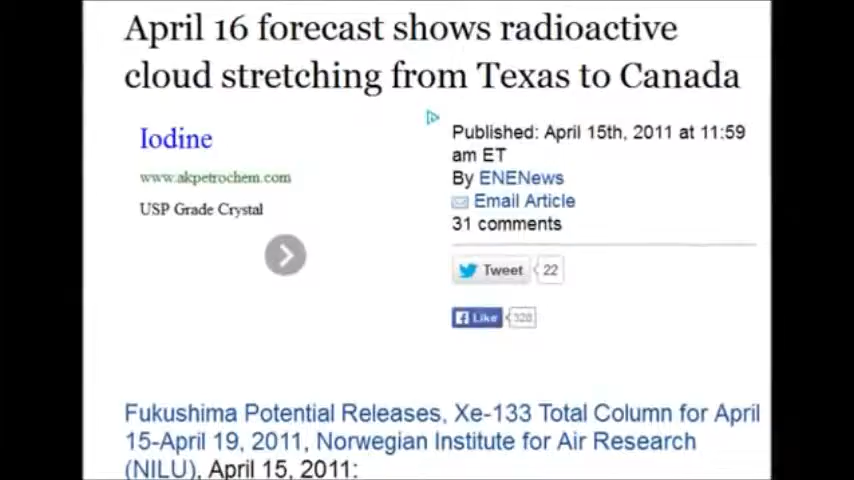 April 16 forecast shows radioactive
cloud stretching from Texas to Canada
Iodine
www.akpetrochem.com
USP Grade Crystal
Published: April 15th, 2011 at 11:59
am ET
By ENENews
Email Article
31 comments
Tweet 22
Like 328
Fukushima Potential Releases, Xe-133 Total Column for April
15-April 19, 2011, Norwegian Institute for Air Research
(NILU), April 15, 2011: